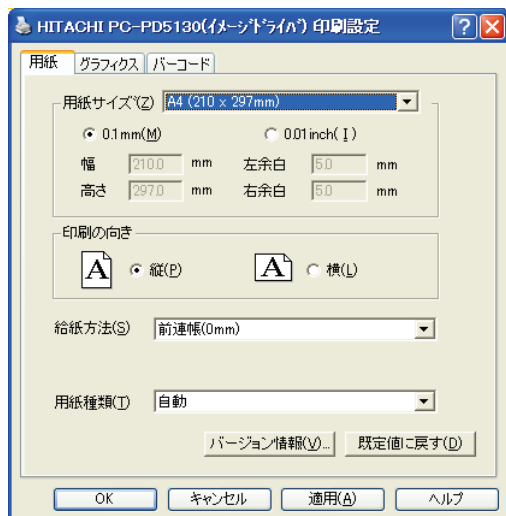 HITACHI PC-PD5130(ｲﾒｰｼﾞﾄﾞﾗｲﾊﾞ) 印刷設定
用紙 グラフィクス バーコード
用紙サイズ(Z) A4 (210 x 297mm)
0.1mm(M) 0.01inch( I )
幅 210.0 mm 左余白 5.0 mm
高さ 297.0 mm 右余白 5.0 mm
印刷の向き
A 縦(P) A 横(L)
給紙方法(S) 前連帳(0mm)
用紙種類(T) 自動
バージョン情報(V)... 既定値に戻す(D)
OK キャンセル 適用(A) ヘルプ